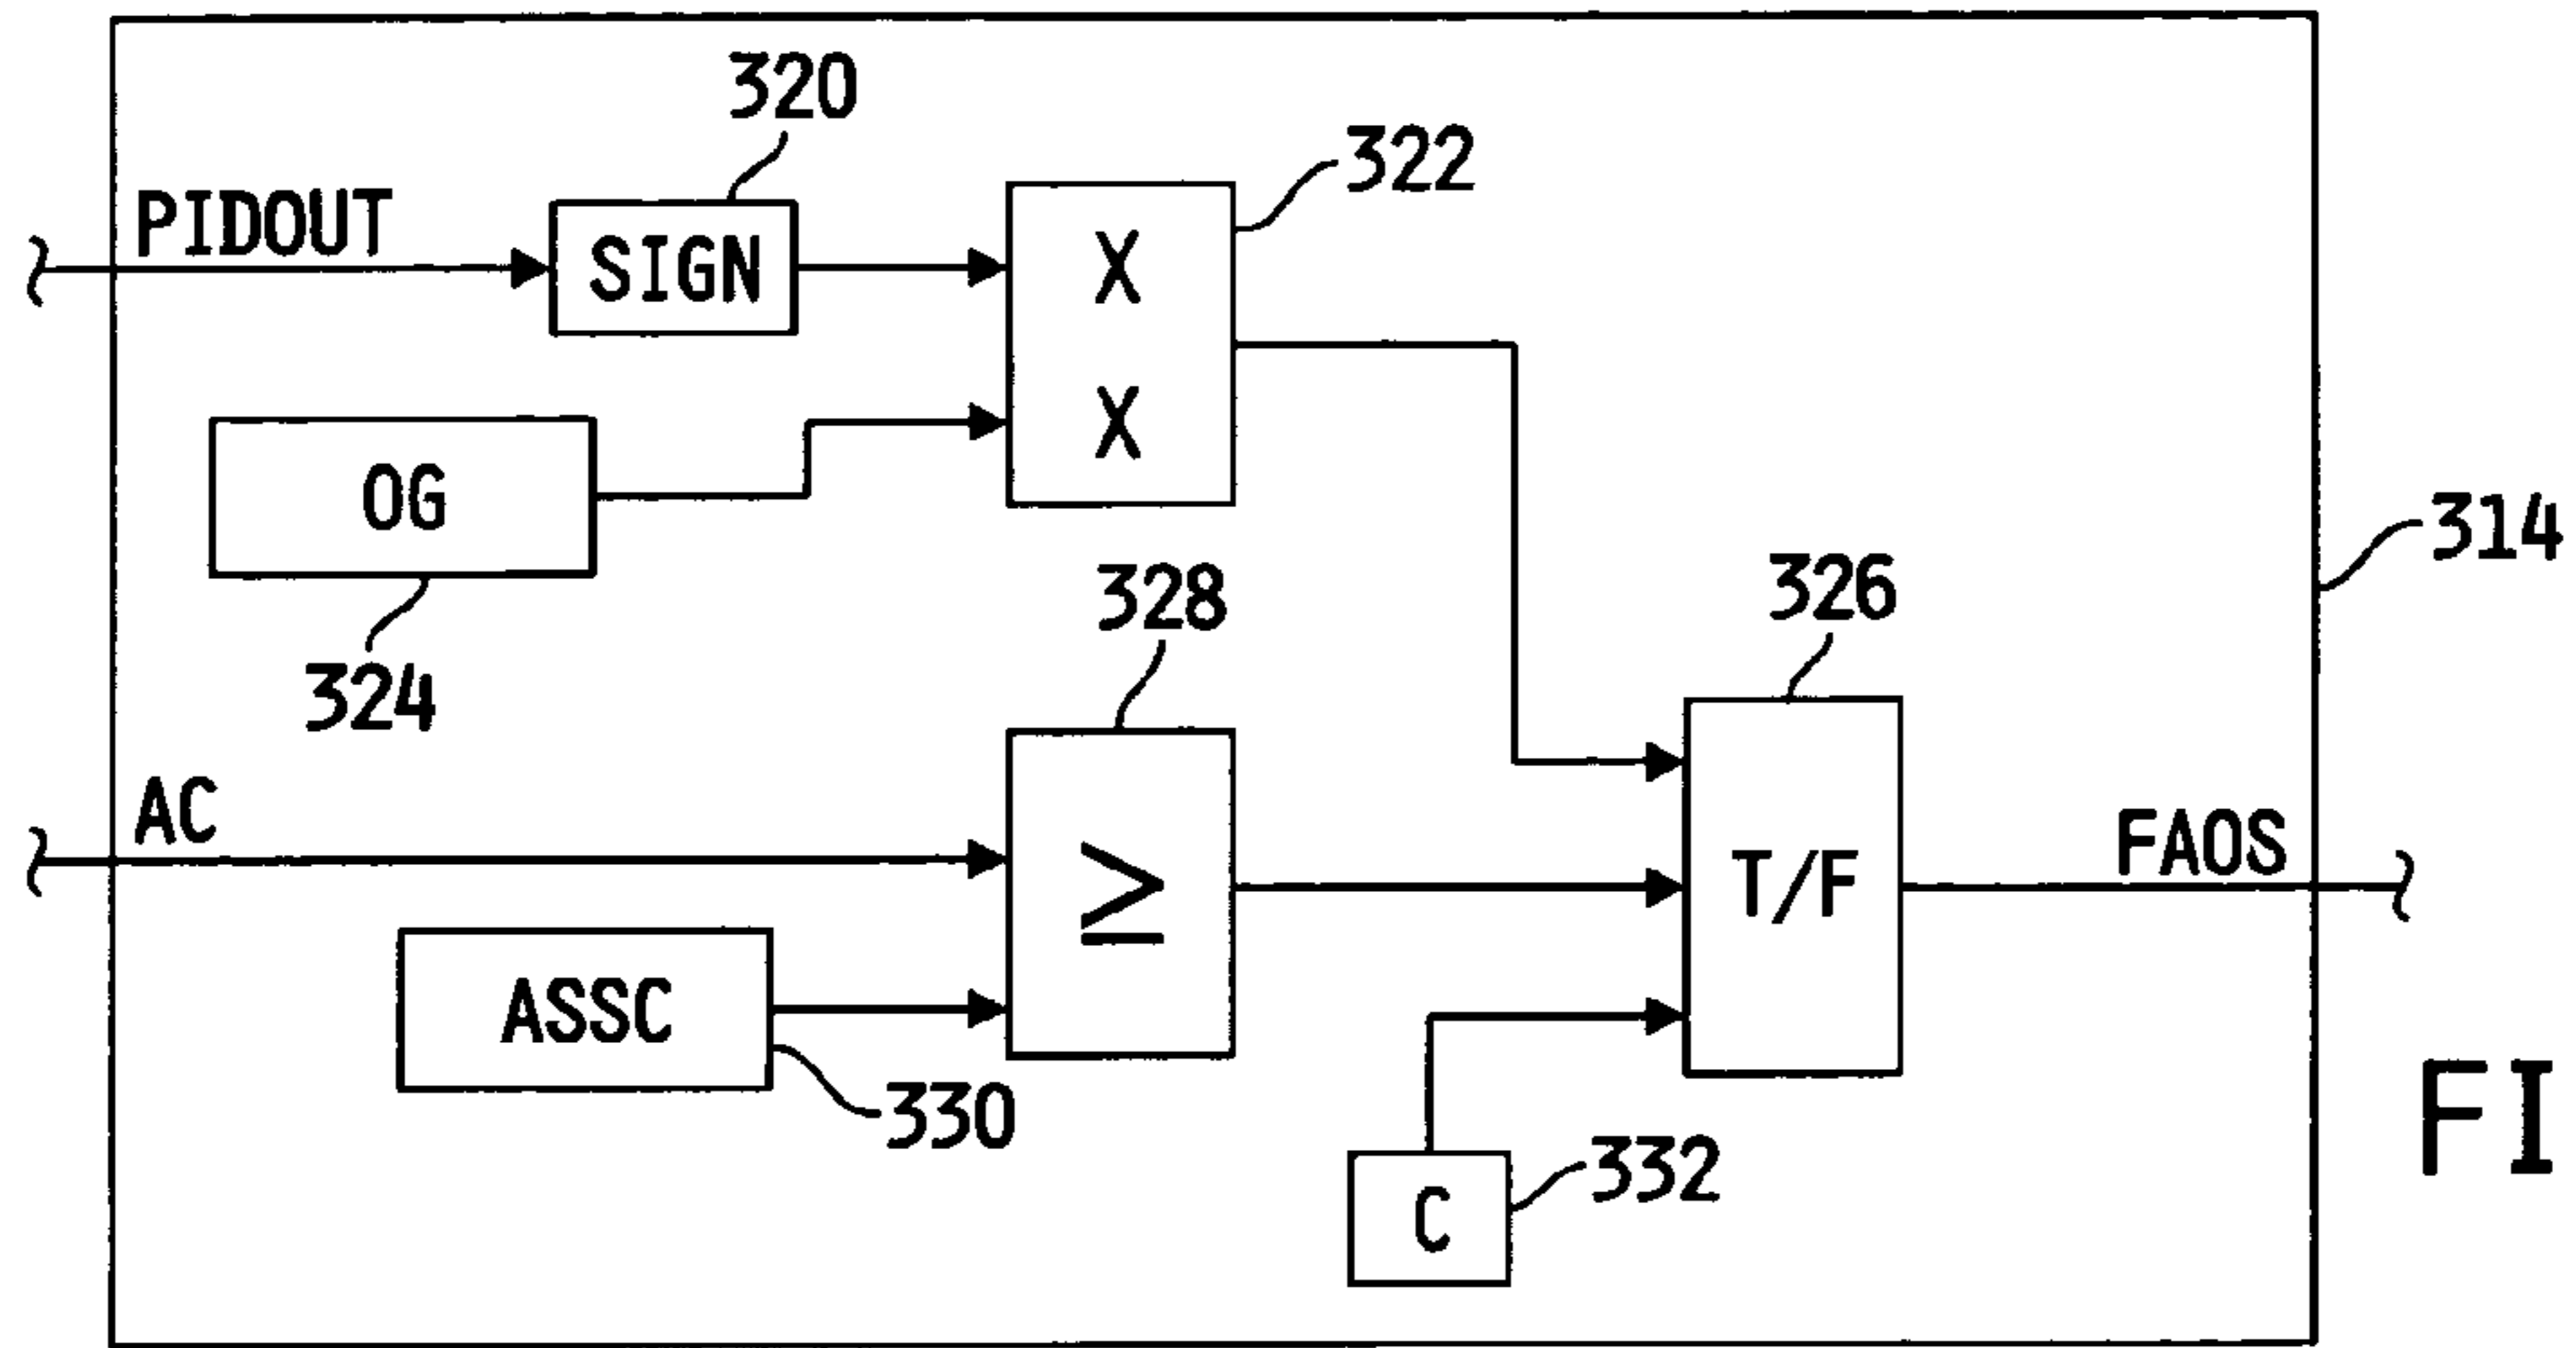 320
322
PIDOUT
SIGN
X
X
OG
314
328
326
324
AC
≥
T/F
FAOS
ASSC
330
332
C
FI